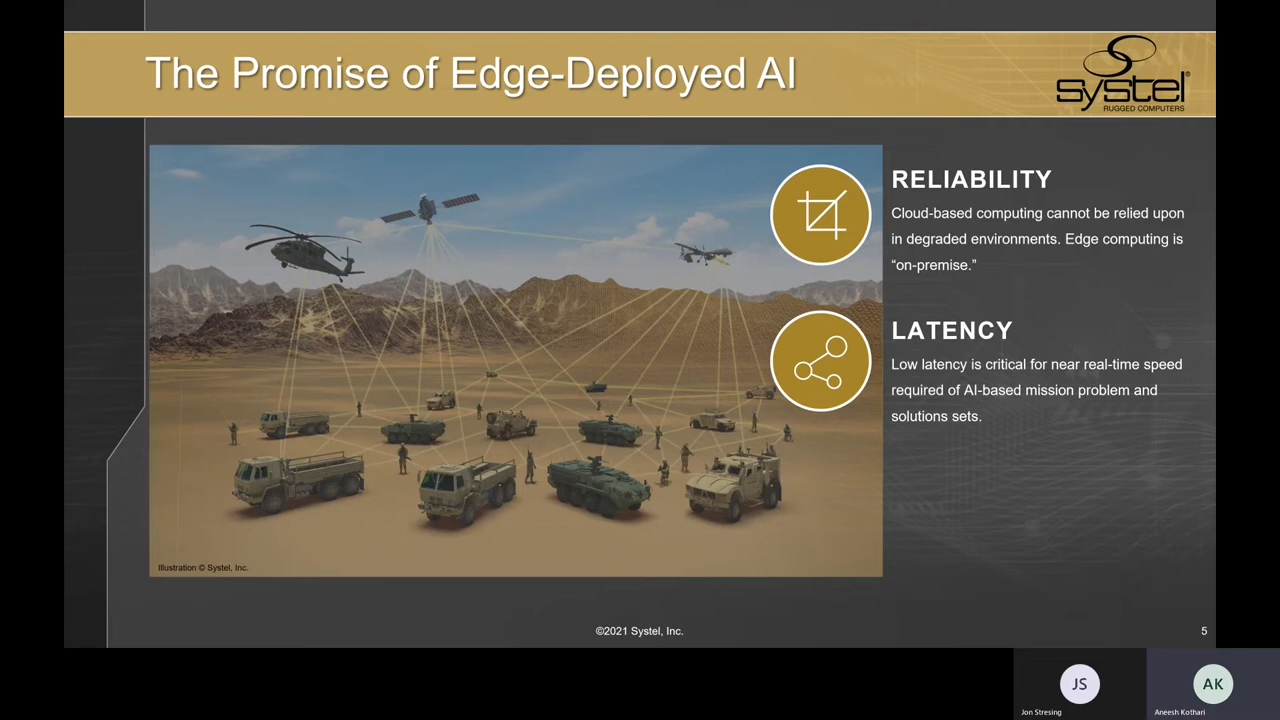 The Promise of Edge-Deployed AI
systel®
RUGGED COMPUTERS
RELIABILITY
Cloud-based computing cannot be relied upon
in degraded environments. Edge computing is
“on-premise.”
LATENCY
Low latency is critical for near real-time speed
required of AI-based mission problem and
solutions sets.
Illustration © Systel, Inc.
©2021 Systel, Inc.
5
JS
AK
Jon Stresing
Aneesh Kothari